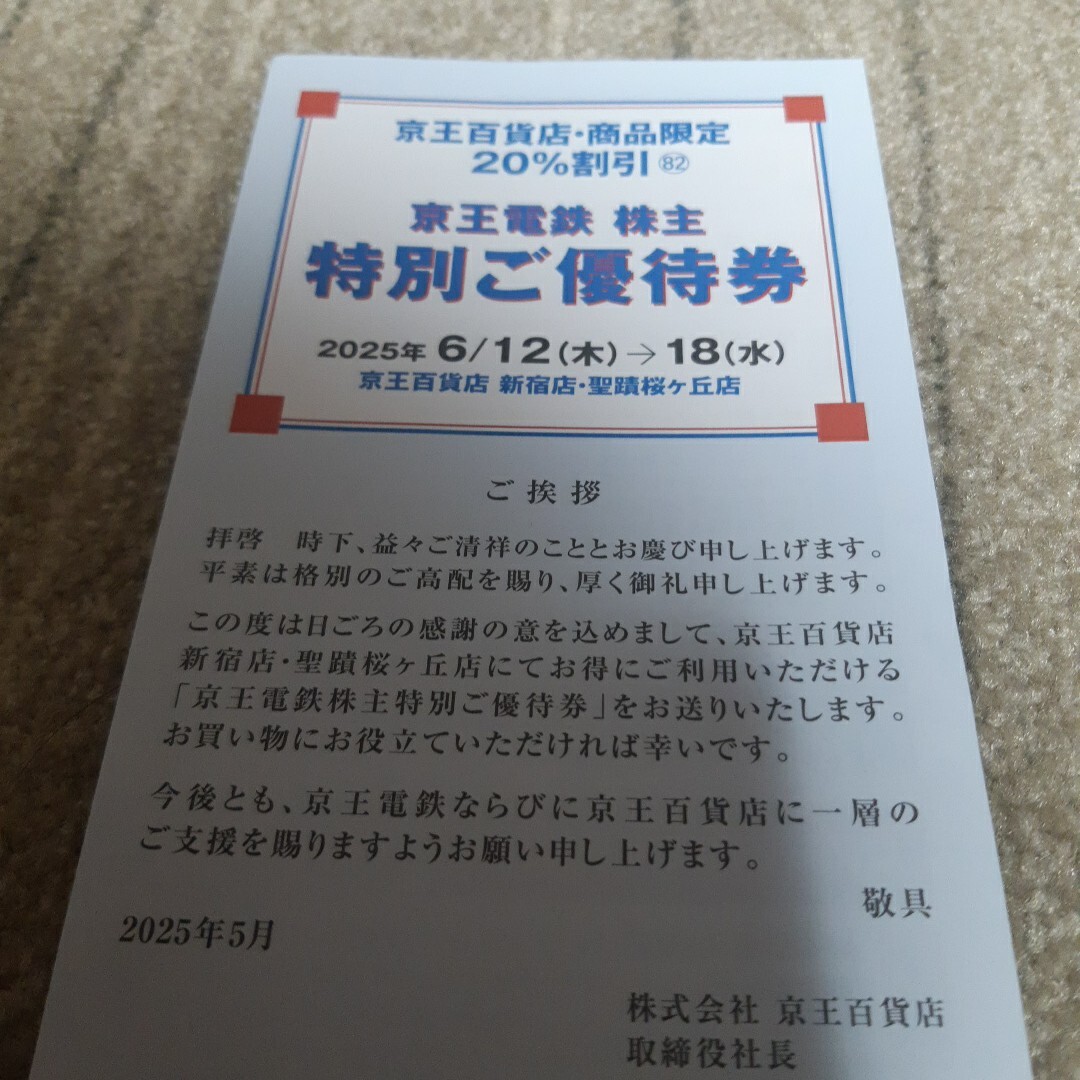 京王百貨店・商品限定
20%割引 82
京王電鉄 株主
特別ご優待券
2025年 6/12(木)→18(水)
京王百貨店 新宿店・聖蹟桜ヶ丘店
ご挨拶
拝啓　時下、益々ご清祥のこととお慶び申し上げます。
平素は格別のご高配を賜り、厚く御礼申し上げます。
この度は日ごろの感謝の意を込めまして、京王百貨店
新宿店・聖蹟桜ヶ丘店にてお得にご利用いただける
「京王電鉄株主特別ご優待券」をお送りいたします。
お買い物にお役立ていただければ幸いです。
今後とも、京王電鉄ならびに京王百貨店に一層の
ご支援を賜りますようお願い申し上げます。
敬具
2025年5月
株式会社 京王百貨店
取締役社長